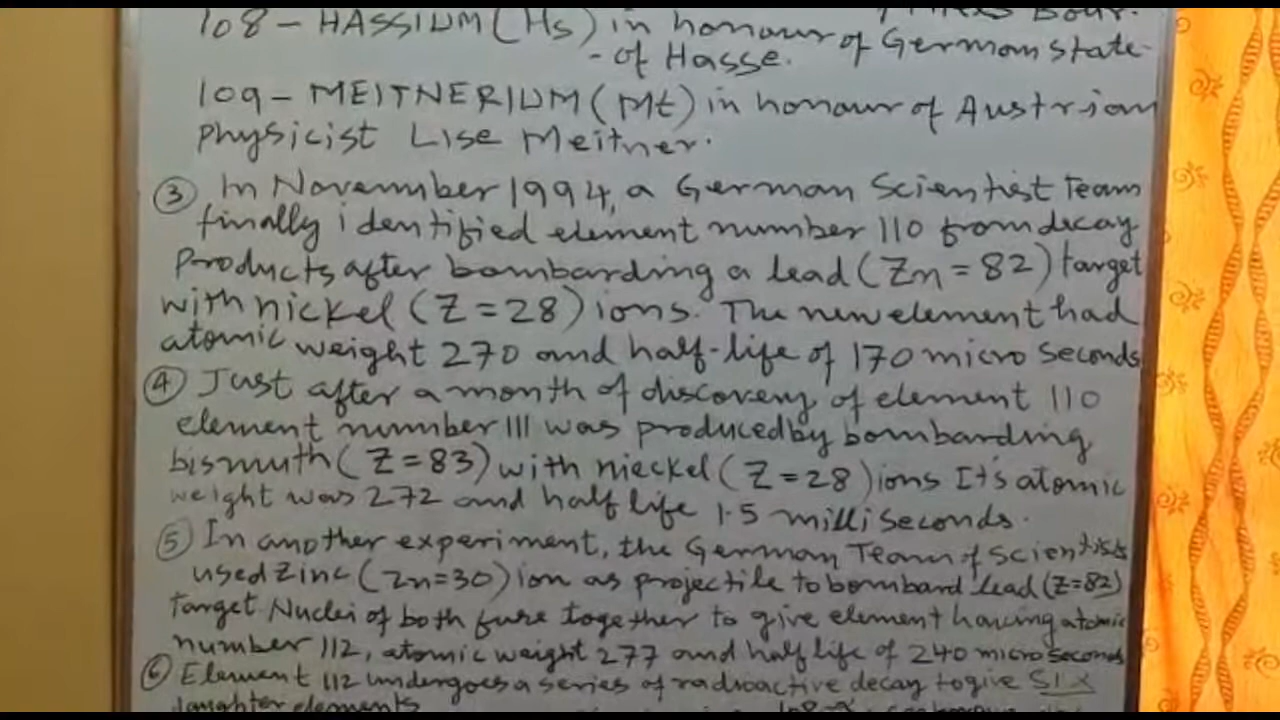 108 - HASSIUM (Hs) in honour of German state -
- of Hasse.
109 - MEITNERIUM (Mt) in honour of Austrian
Physicist Lise Meitner.
③ In November 1994, a German Scientist Team
finally identified element number 110 from decay
Products after bombarding a lead (Zn = 82) target
with nickel (Z = 28) ions. The new element had
atomic weight 270 and half-life of 170 micro seconds
④ Just after a month of discovery of element 110
element number 111 was produced by bombarding
bismuth (Z = 83) with nieckel (Z = 28) ions It's atomic
weight was 272 and half life 1.5 milli seconds.
⑤ In another experiment, the German Team of scientists
used Zinc (Zn=30) ion as projectile to bombard lead (Z=82)
target Nuclei of both fuse together to give element having atomic
number 112, atomic weight 277 and half life of 240 micro seconds
⑥ Element 112 undergoes a series of radioactive decay to give SIX
daughter elements